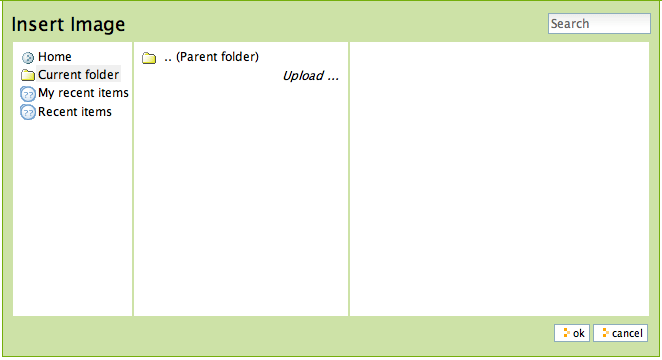 Insert Image
Search
Home
Current folder
My recent items
Recent items
.. (Parent folder)
Upload ...
ok
cancel